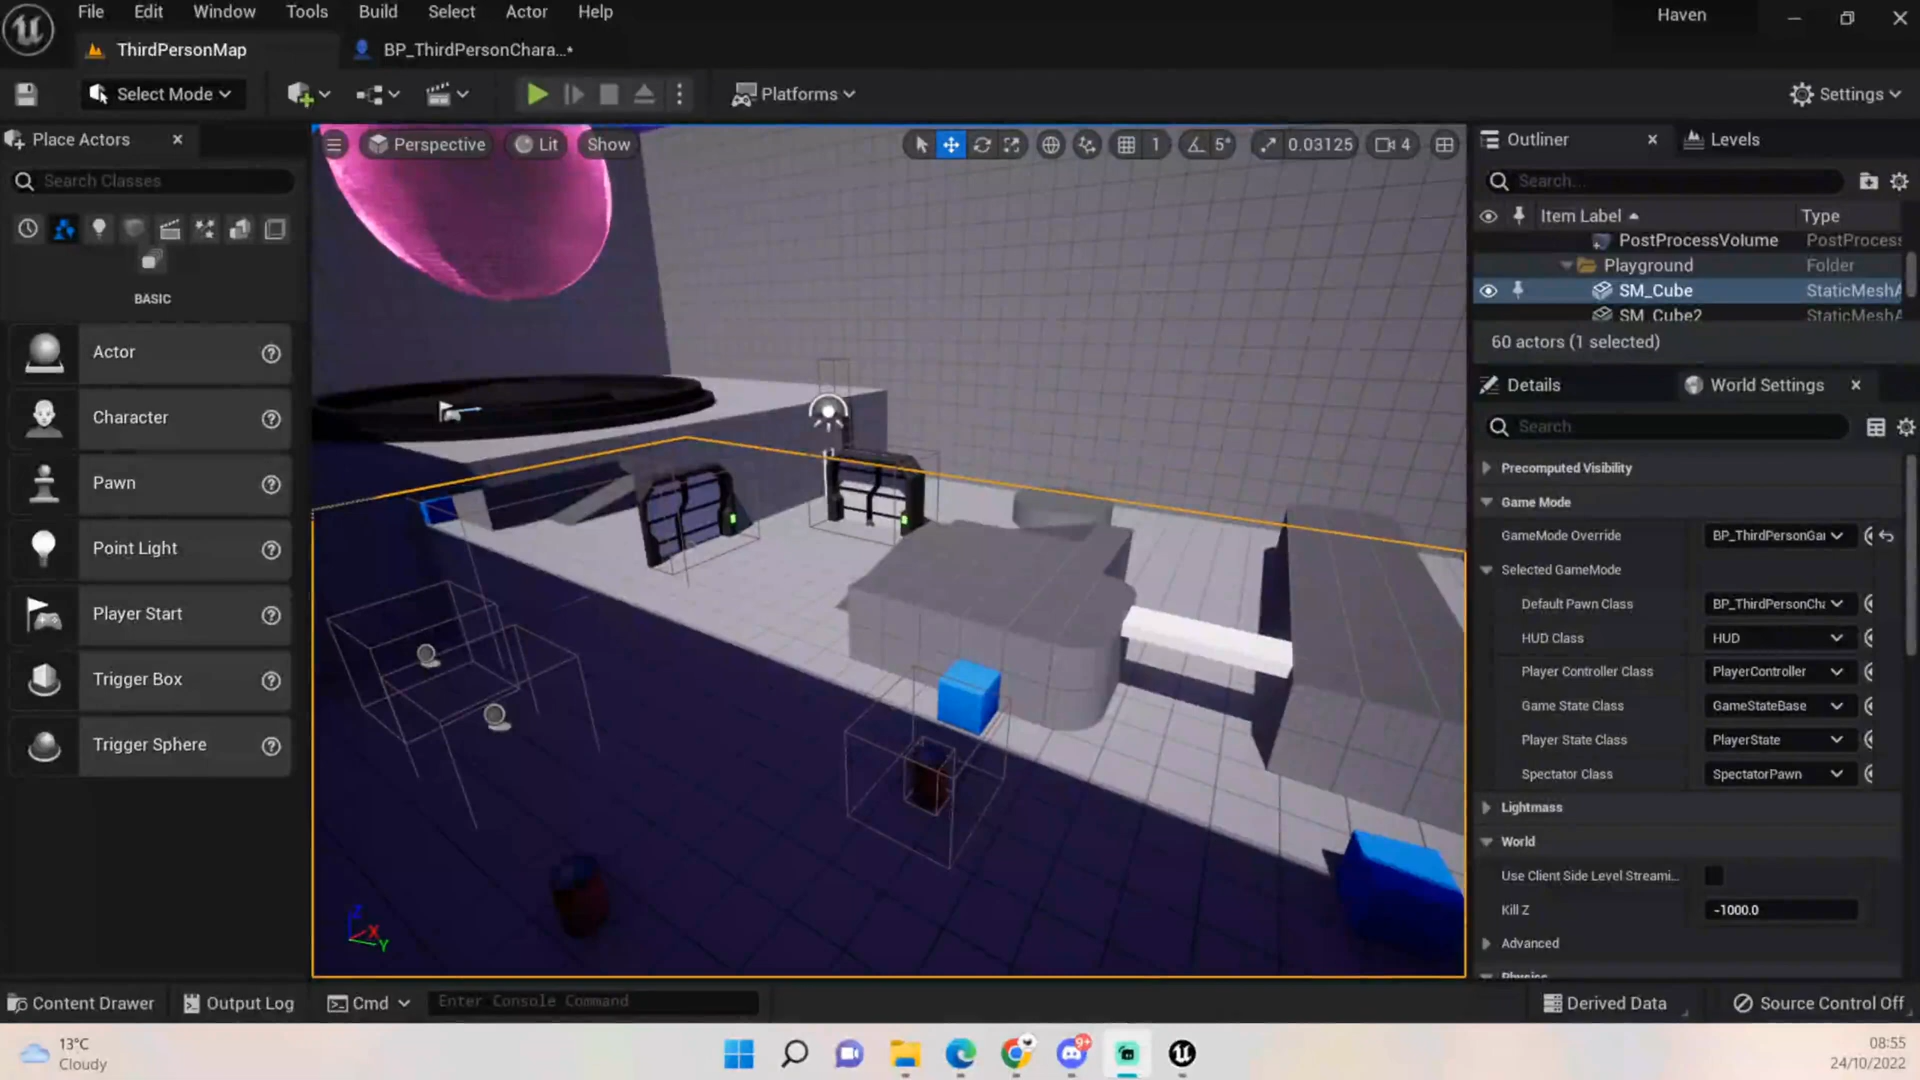 File Edit Window Tools Build Select Actor Help
Haven
ThirdPersonMap
BP_ThirdPersonChara...*
Select Mode
Platforms
Settings
Place Actors
Search Classes
BASIC
Actor
Character
Pawn
Point Light
Player Start
Trigger Box
Trigger Sphere
Perspective
Lit
Show
1
5°
0.03125
4
Outliner
Levels
Search...
Item Label
Type
PostProcessVolume
PostProcess
Playground
Folder
SM_Cube
StaticMeshA
SM_Cube2
StaticMeshA
60 actors (1 selected)
Details
World Settings
Search
Precomputed Visibility
Game Mode
GameMode Override
BP_ThirdPersonGa
Selected GameMode
Default Pawn Class
BP_ThirdPersonCha
HUD Class
HUD
Player Controller Class
PlayerController
Game State Class
GameStateBase
Player State Class
PlayerState
Spectator Class
SpectatorPawn
Lightmass
World
Use Client Side Level Streami...
Kill Z
-1000.0
Advanced
Physics
Z
X
Y
Content Drawer
Output Log
Cmd
Enter Console Command
Derived Data
Source Control Off
13°C
Cloudy
9+
08:55
24/10/2022